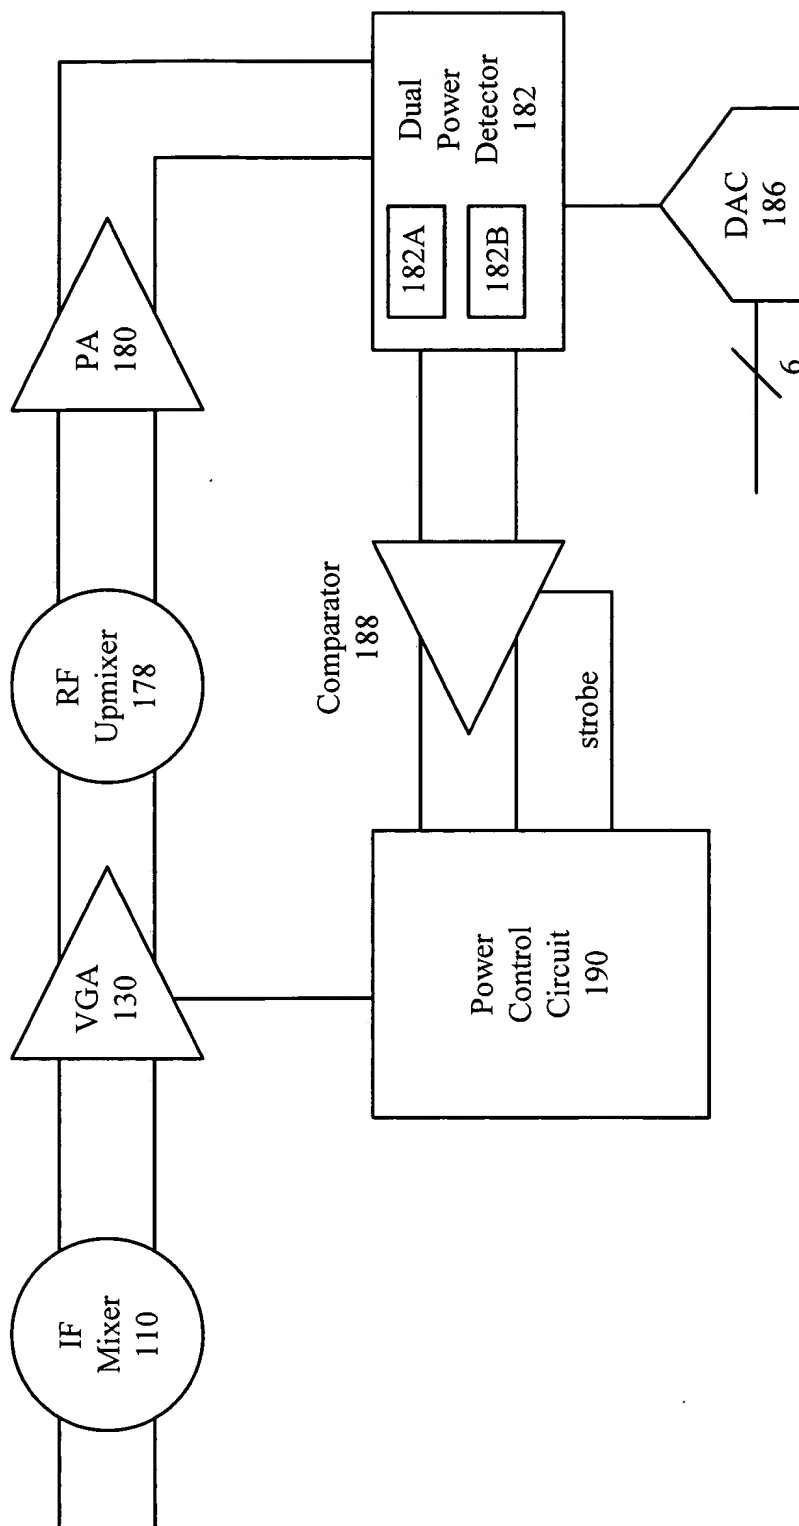 IF
Mixer
110
VGA
130
RF
Upmixer
178
PA
180
Power
Control
Circuit
190
strobe
Comparator
188
182A
182B
Dual
Power
Detector
182
6
DAC
186